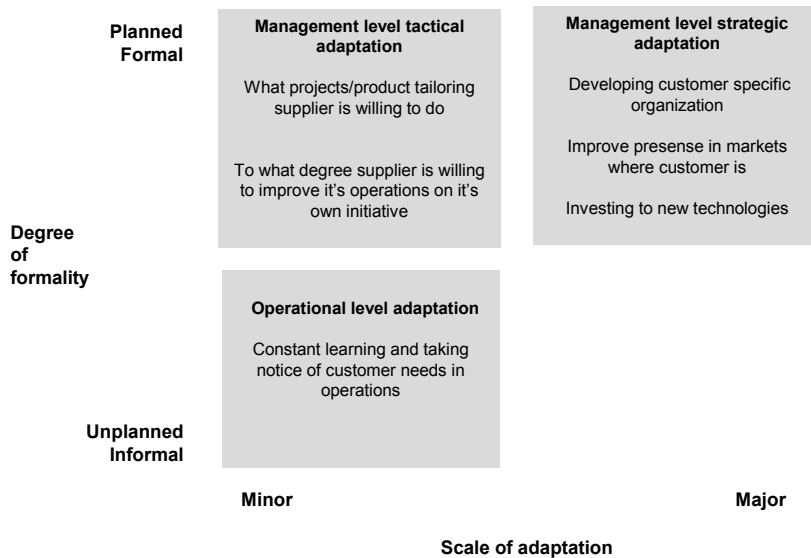 Planned
Formal
Management level tactical
adaptation
What projects/product tailoring
supplier is willing to do
To what degree supplier is willing
to improve it's operations on it's
own initiative
Management level strategic
adaptation
Developing customer specific
organization
Improve presense in markets
where customer is
Investing to new technologies
Degree
of
formality
Operational level adaptation
Constant learning and taking
notice of customer needs in
operations
Unplanned
Informal
Minor
Major
Scale of adaptation